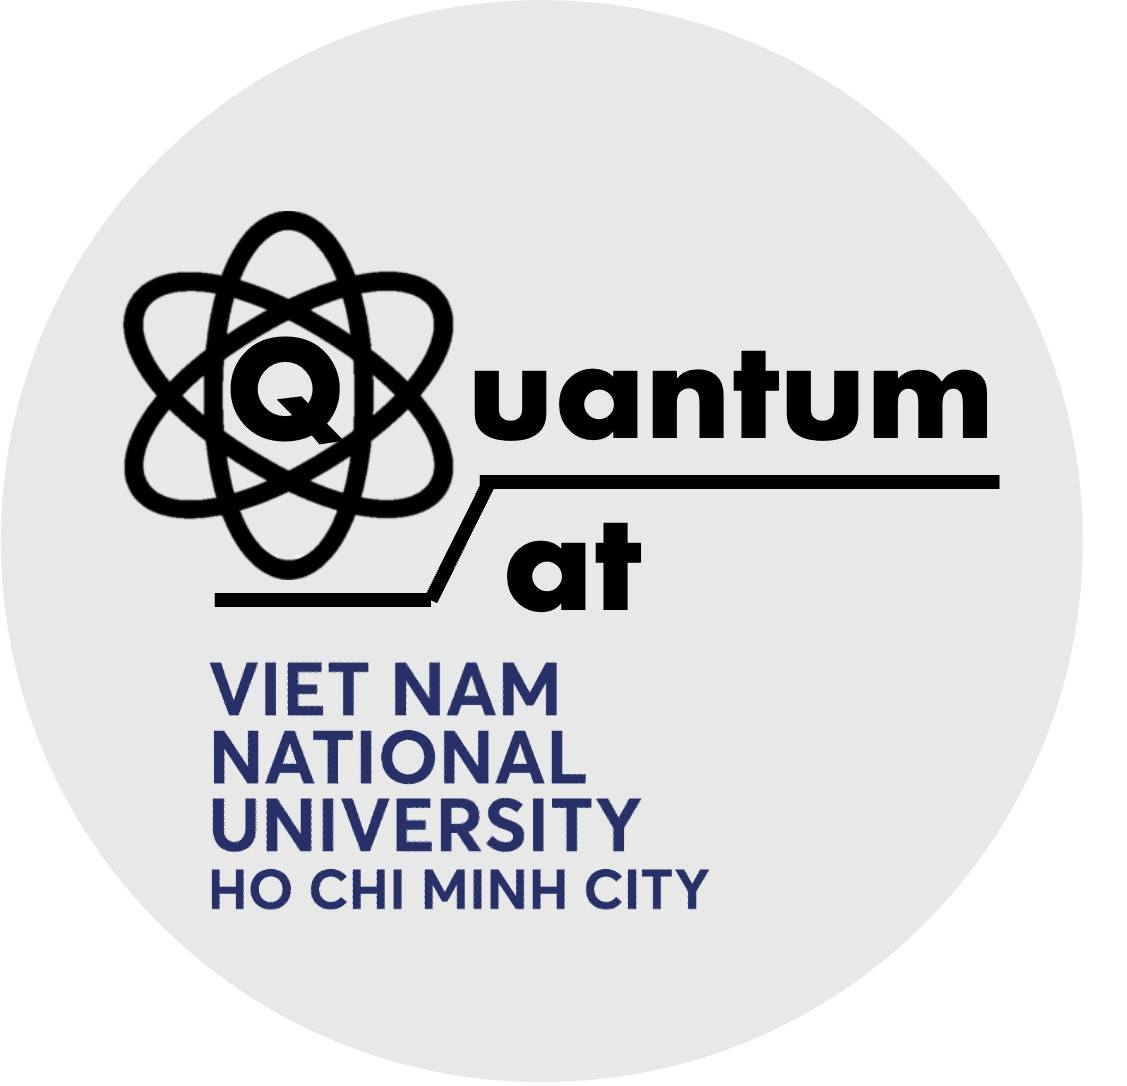 Quantum
at
VIET NAM
NATIONAL
UNIVERSITY
HO CHI MINH CITY